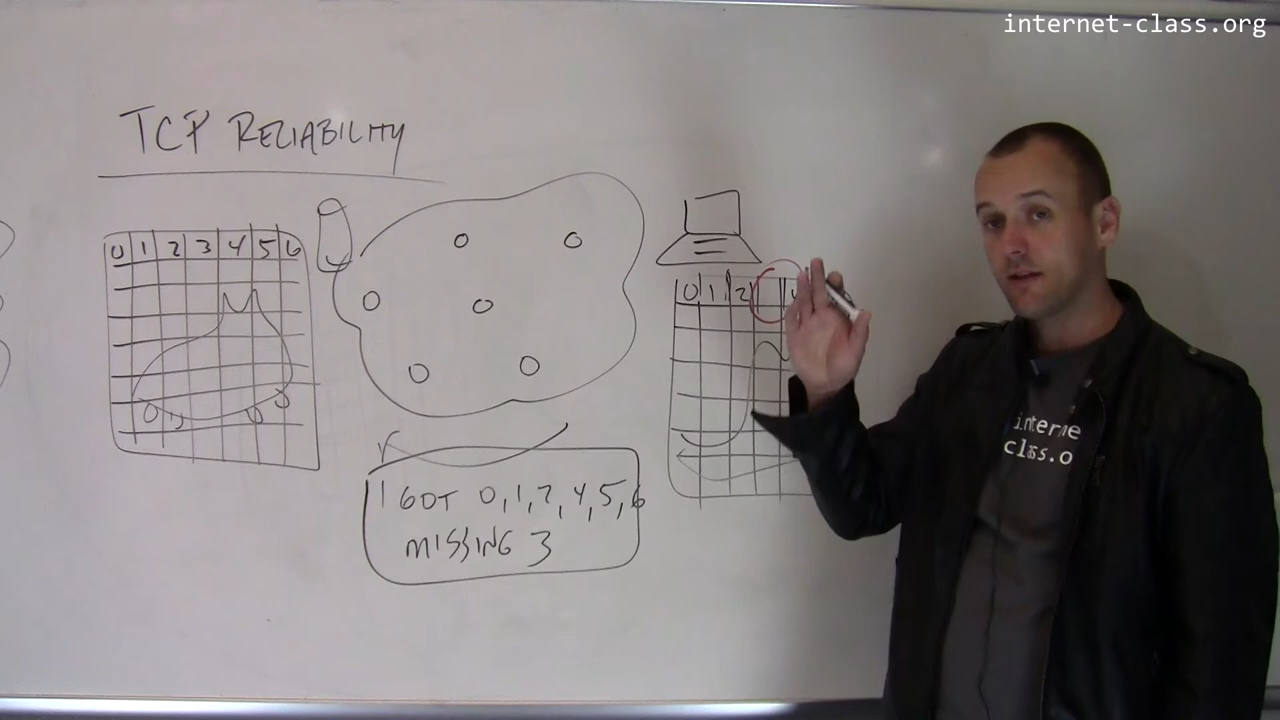 internet-class.org
TCP RELIABILITY
0 1 2 3 4 5 6
0 1 2
I GOT 0,1,2,4,5,6
MISSING 3
interne
class.o